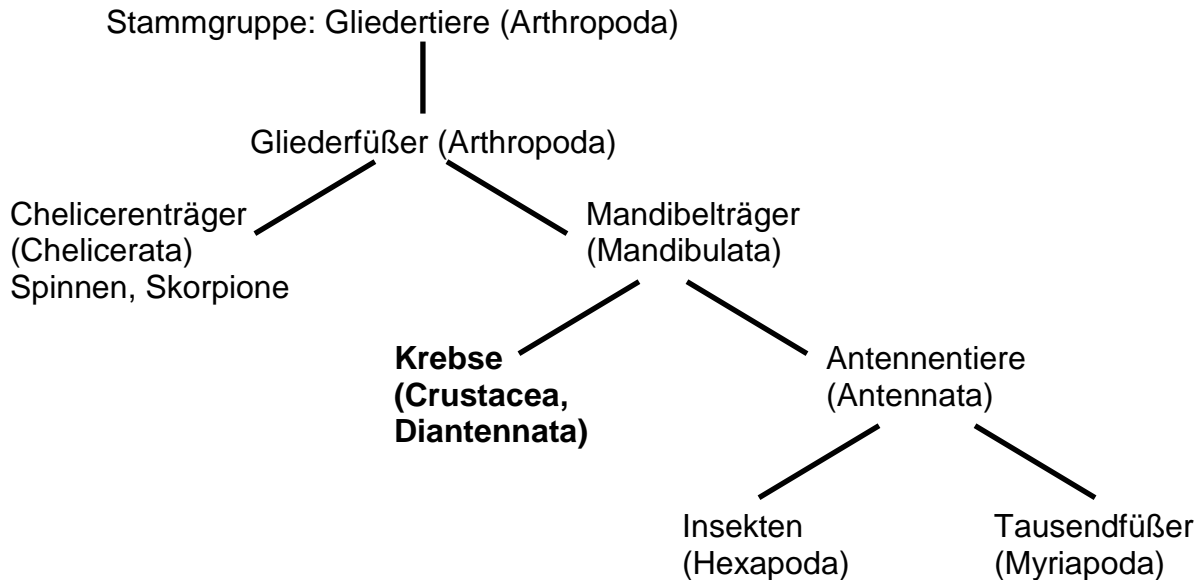 Stammgruppe: Gliedertiere (Arthropoda)
Gliederfüßer (Arthropoda)
Chelicerenträger
(Chelicerata)
Spinnen, Skorpione
Mandibelträger
(Mandibulata)
Krebse
(Crustacea,
Diantennata)
Antennentiere
(Antennata)
Insekten
(Hexapoda)
Tausendfüßer
(Myriapoda)